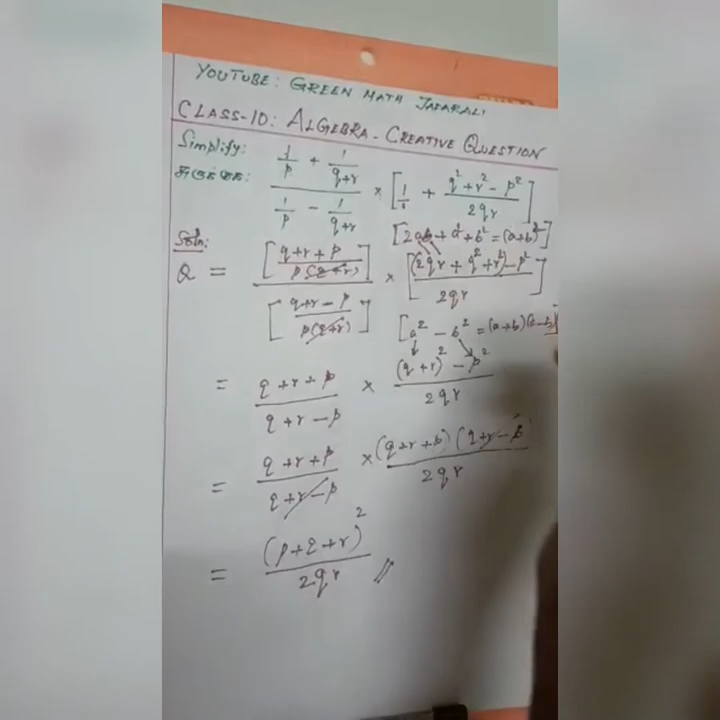 YOUTUBE: GREEN MATH JAFARALI
CLASS-10: ALGEBRA - CREATIVE QUESTION
Simplify: (1/p + 1/(q+r)) / (1/p - 1/(q+r)) × [1/1 + (q² + r² - p²)/2qr]
சுருக்குக:
[2ab + a² + b² = (a+b)²]
Soln:
Q = [(q+r+p)/p(q+r)] / [(q+r-p)/p(q+r)] × [((2qr + q² + r²) - p²)/2qr]
[a² - b² = (a+b)(a-b)
= (q+r+p)/(q+r-p) × ((q+r)² - p²)/2qr
= (q+r+p)/(q+r-p) × (q+r+p)(q+r-p)/2qr
= (p+q+r)²/2qr //